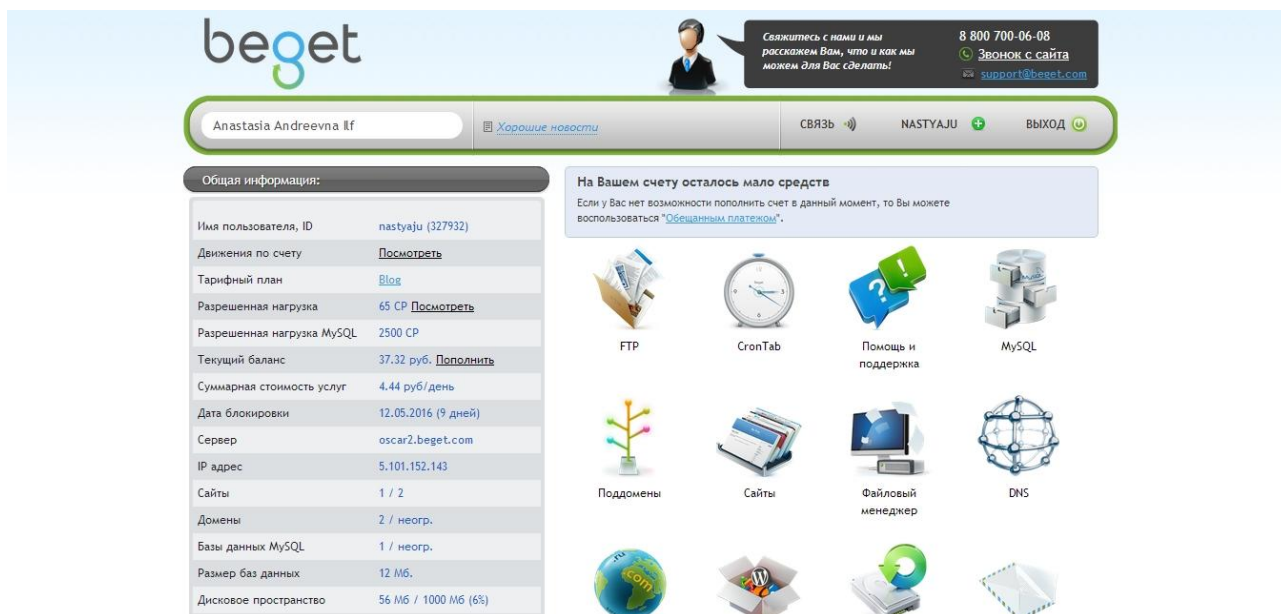 beget
Свяжитесь с нами и мы
расскажем Вам, что и как мы
можем для Вас сделать!
8 800 700-06-08
Звонок с сайта
support@beget.com
Anastasia Andreevna Ilf
Хорошие новости
СВЯЗЬ
NASTYAJU
ВЫХОД
Общая информация:
Имя пользователя, ID nastyaju (327932)
Движения по счету Посмотреть
Тарифный план Blog
Разрешенная нагрузка 65 CP Посмотреть
Разрешенная нагрузка MySQL 2500 CP
Текущий баланс 37.32 руб. Пополнить
Суммарная стоимость услуг 4.44 руб/день
Дата блокировки 12.05.2016 (9 дней)
Сервер oscar2.beget.com
IP адрес 5.101.152.143
Сайты 1 / 2
Домены 2 / неогр.
Базы данных MySQL 1 / неогр.
Размер баз данных 12 Мб.
Дисковое пространство 56 Мб / 1000 Мб (6%)
На Вашем счету осталось мало средств
Если у Вас нет возможности пополнить счет в данный момент, то Вы можете
воспользоваться "Обещанным платежом".
FTP
CronTab
Помощь и
поддержка
MySQL
Поддомены
Сайты
Файловый
менеджер
DNS
.ru
.com